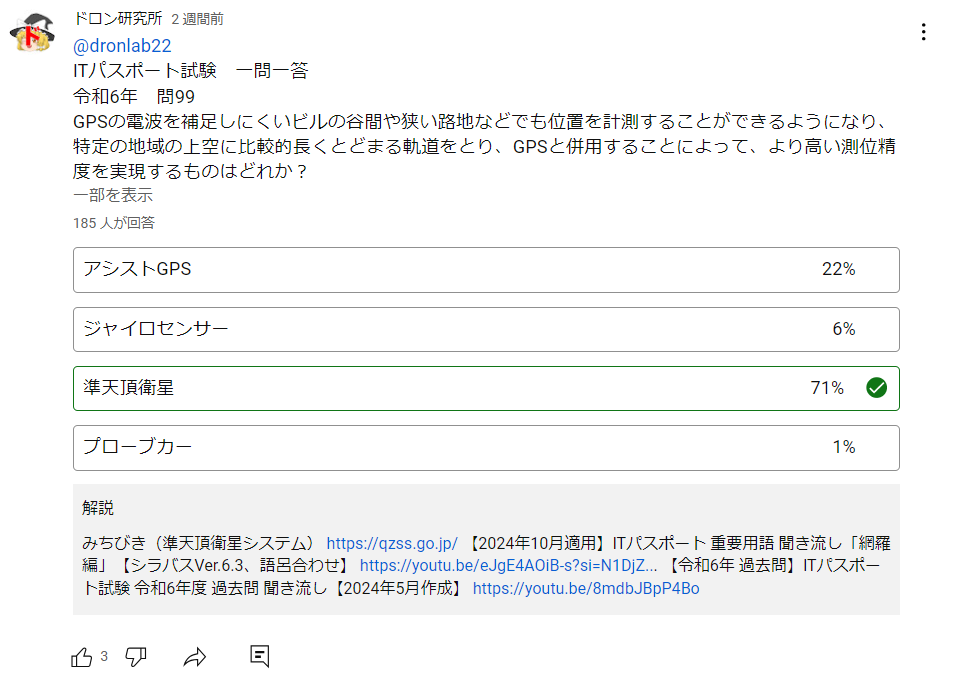 ド
ドロン研究所 2 週間前
@dronlab22
ITパスポート試験　一問一答
令和6年　問99
GPSの電波を補足しにくいビルの谷間や狭い路地などでも位置を計測することができるようになり、
特定の地域の上空に比較的長くとどまる軌道をとり、GPSと併用することによって、より高い測位精
度を実現するものはどれか？
一部を表示
185 人が回答
アシストGPS 22%
ジャイロセンサー 6%
準天頂衛星 71%
プローブカー 1%
解説
みちびき（準天頂衛星システム） https://qzss.go.jp/ 【2024年10月適用】ITパスポート 重要用語 聞き流し「網羅
編」【シラバスVer.6.3、語呂合わせ】 https://youtu.be/eJgE4AOiB-s?si=N1DjZ... 【令和6年 過去問】ITパスポー
ト試験 令和6年度 過去問 聞き流し【2024年5月作成】 https://youtu.be/8mdbJBpP4Bo
3